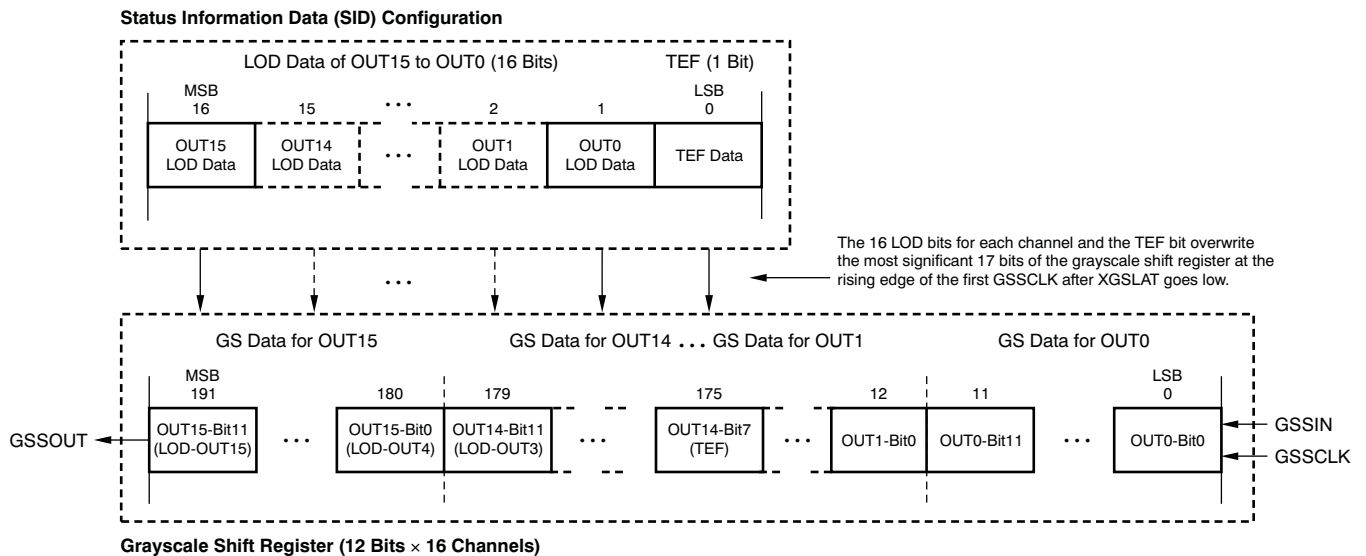 Status Information Data (SID) Configuration
LOD Data of OUT15 to OUT0 (16 Bits) TEF (1 Bit)
MSB LSB
16 15 ... 2 1 0
OUT15 OUT14 OUT1 OUT0
LOD Data LOD Data ... LOD Data LOD Data TEF Data
The 16 LOD bits for each channel and the TEF bit overwrite
the most significant 17 bits of the grayscale shift register at the
rising edge of the first GSSCLK after XGSLAT goes low.
...
GS Data for OUT15 GS Data for OUT14 ... GS Data for OUT1 GS Data for OUT0
MSB LSB
191 180 179 175 12 11 0
GSSOUT OUT15-Bit11 ... OUT15-Bit0 OUT14-Bit11 ... OUT14-Bit7 ... OUT1-Bit0 OUT0-Bit11 ... OUT0-Bit0 GSSIN
(LOD-OUT15) (LOD-OUT4) (LOD-OUT3) (TEF) GSSCLK
Grayscale Shift Register (12 Bits × 16 Channels)